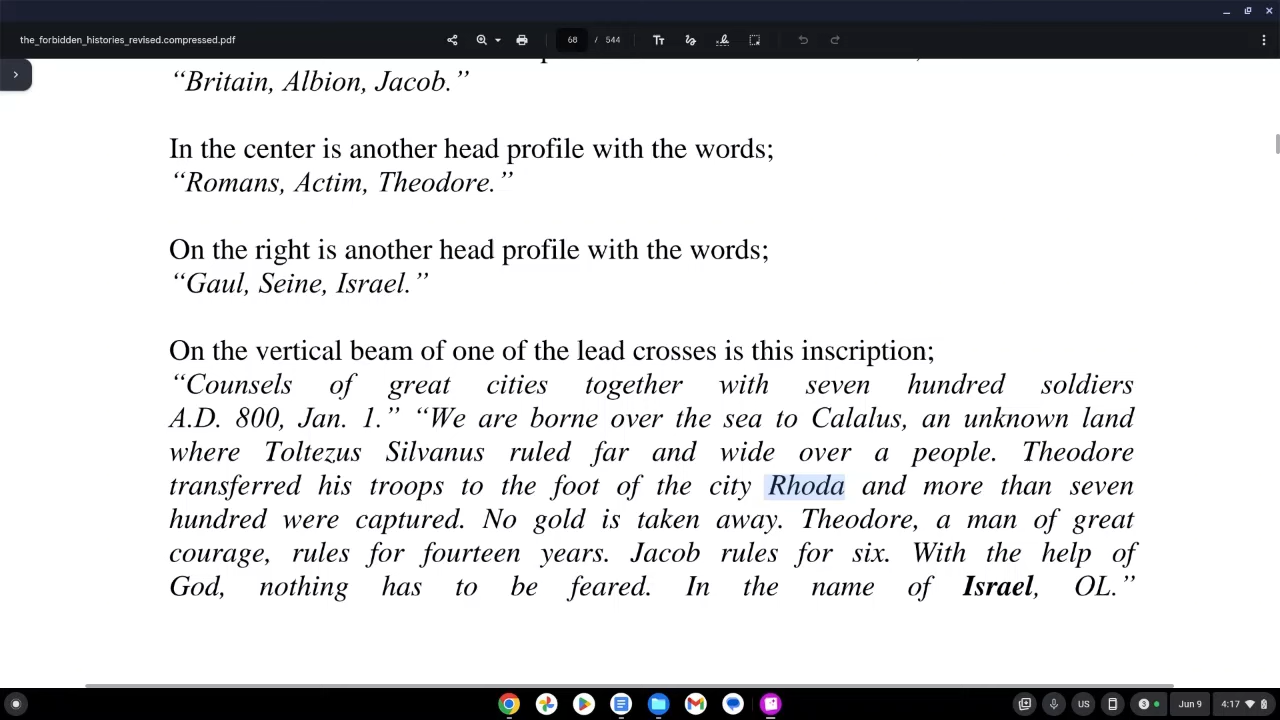 the_forbidden_histories_revised.compressed.pdf
68 / 544
“Britain, Albion, Jacob.”
In the center is another head profile with the words;
“Romans, Actim, Theodore.”
On the right is another head profile with the words;
“Gaul, Seine, Israel.”
On the vertical beam of one of the lead crosses is this inscription;
“Counsels of great cities together with seven hundred soldiers
A.D. 800, Jan. 1.” “We are borne over the sea to Calalus, an unknown land
where Toltezus Silvanus ruled far and wide over a people. Theodore
transferred his troops to the foot of the city Rhoda and more than seven
hundred were captured. No gold is taken away. Theodore, a man of great
courage, rules for fourteen years. Jacob rules for six. With the help of
God, nothing has to be feared. In the name of Israel, OL.”
US
3
Jun 9
4:17